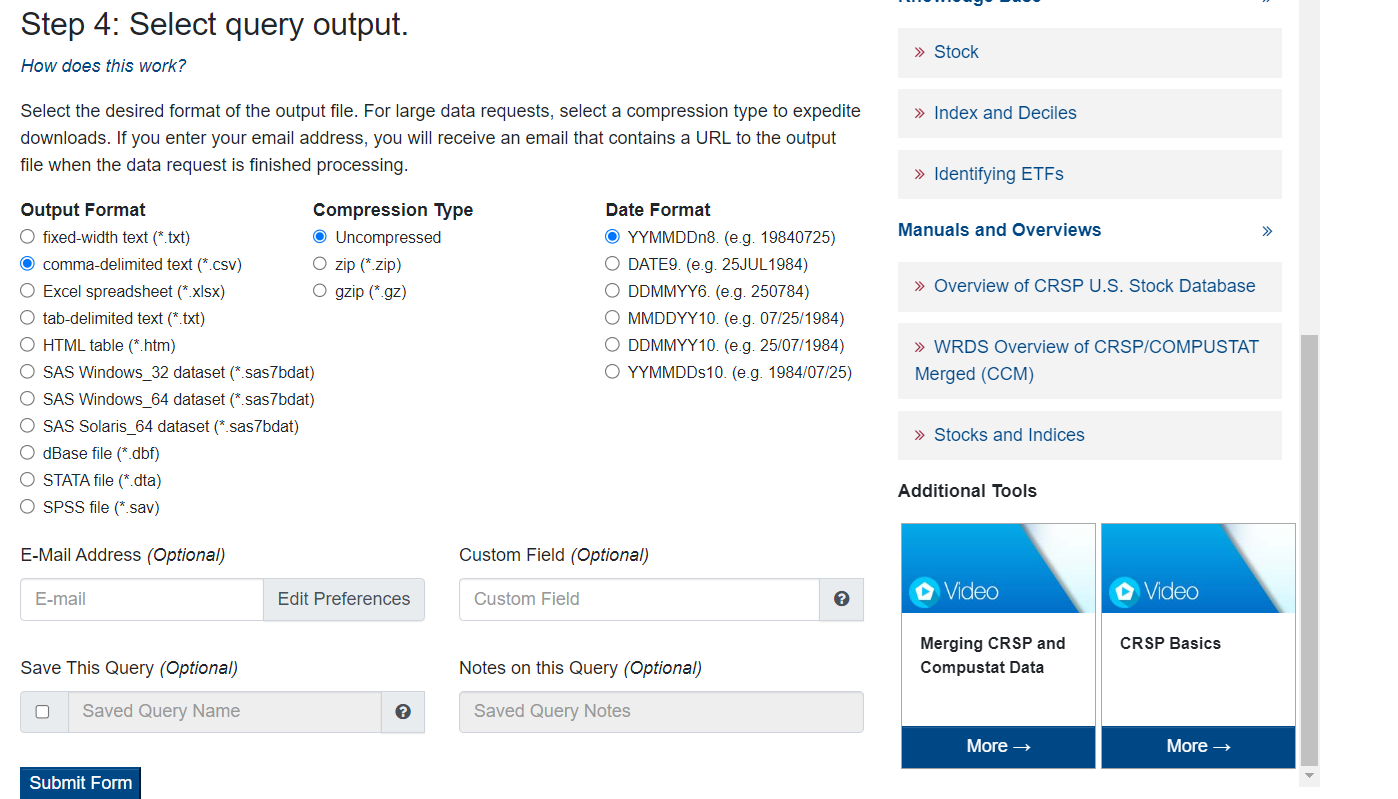 Step 4: Select query output.
How does this work?
Select the desired format of the output file. For large data requests, select a compression type to expedite
downloads. If you enter your email address, you will receive an email that contains a URL to the output
file when the data request is finished processing.
Output Format
fixed-width text (*.txt)
comma-delimited text (*.csv)
Excel spreadsheet (*.xlsx)
tab-delimited text (*.txt)
HTML table (*.htm)
SAS Windows_32 dataset (*.sas7bdat)
SAS Windows_64 dataset (*.sas7bdat)
SAS Solaris_64 dataset (*.sas7bdat)
dBase file (*.dbf)
STATA file (*.dta)
SPSS file (*.sav)
Compression Type
Uncompressed
zip (*.zip)
gzip (*.gz)
Date Format
YYMMDDn8. (e.g. 19840725)
DATE9. (e.g. 25JUL1984)
DDMMYY6. (e.g. 250784)
MMDDYY10. (e.g. 07/25/1984)
DDMMYY10. (e.g. 25/07/1984)
YYMMDDs10. (e.g. 1984/07/25)
E-Mail Address (Optional)
E-mail
Edit Preferences
Custom Field (Optional)
Custom Field
?
Save This Query (Optional)
Saved Query Name
?
Notes on this Query (Optional)
Saved Query Notes
Submit Form
Knowledge Base »
» Stock
» Index and Deciles
» Identifying ETFs
Manuals and Overviews »
» Overview of CRSP U.S. Stock Database
» WRDS Overview of CRSP/COMPUSTAT
Merged (CCM)
» Stocks and Indices
Additional Tools
Video
Merging CRSP and
Compustat Data
More →
Video
CRSP Basics
More →